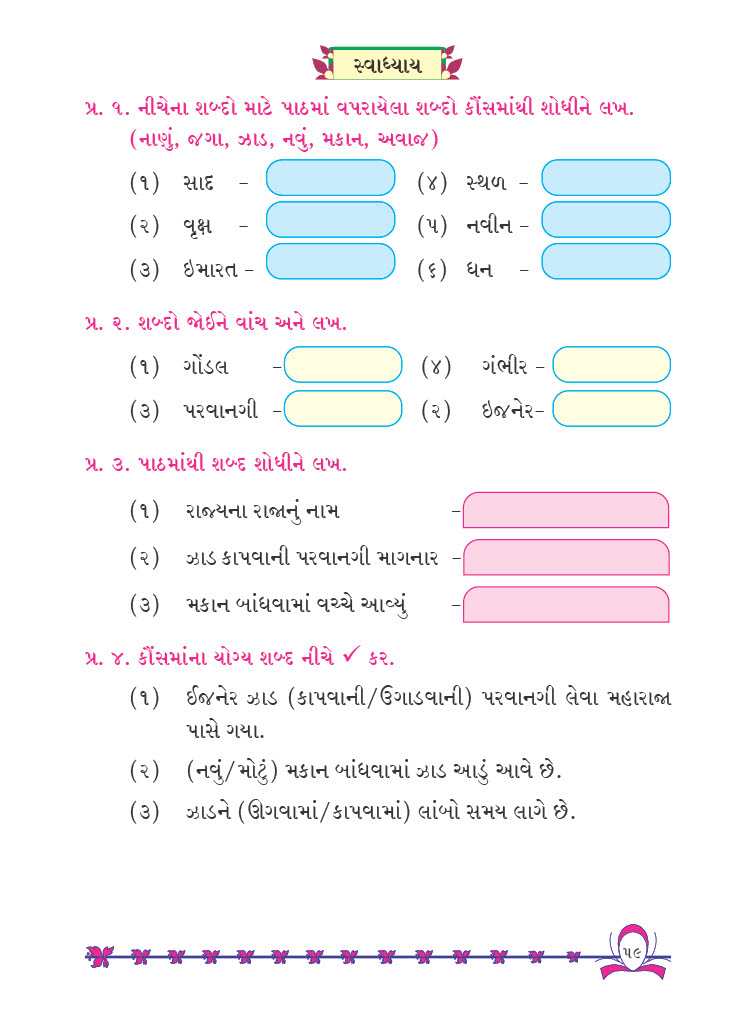 સ્વાધ્યાય
પ્ર. ૧. નીચેના શબ્દો માટે પાઠમાં વપરાયેલા શબ્દો કૌંસમાંથી શોધીને લખ.
(નાણું, જગા, ઝાડ, નવું, મકાન, અવાજ)
(૧) સાદ – (૪) સ્થળ –
(૨) વૃક્ષ – (૫) નવીન –
(૩) ઇમારત – (૬) ધન –
પ્ર. ૨. શબ્દો જોઈને વાંચ અને લખ.
(૧) ગોંડલ – (૪) ગંભીર –
(૩) પરવાનગી – (૨) ઇજનેર–
પ્ર. ૩. પાઠમાંથી શબ્દ શોધીને લખ.
(૧) રાજ્યના રાજાનું નામ –
(૨) ઝાડ કાપવાની પરવાનગી માગનાર –
(૩) મકાન બાંધવામાં વચ્ચે આવ્યું –
પ્ર. ૪. કૌંસમાંના યોગ્ય શબ્દ નીચે ✓ કર.
(૧) ઈજનેર ઝાડ (કાપવાની/ઉગાડવાની) પરવાનગી લેવા મહારાજા
પાસે ગયા.
(૨) (નવું/મોટું) મકાન બાંધવામાં ઝાડ આડું આવે છે.
(૩) ઝાડને (ઊગવામાં/કાપવામાં) લાંબો સમય લાગે છે.
૫૯